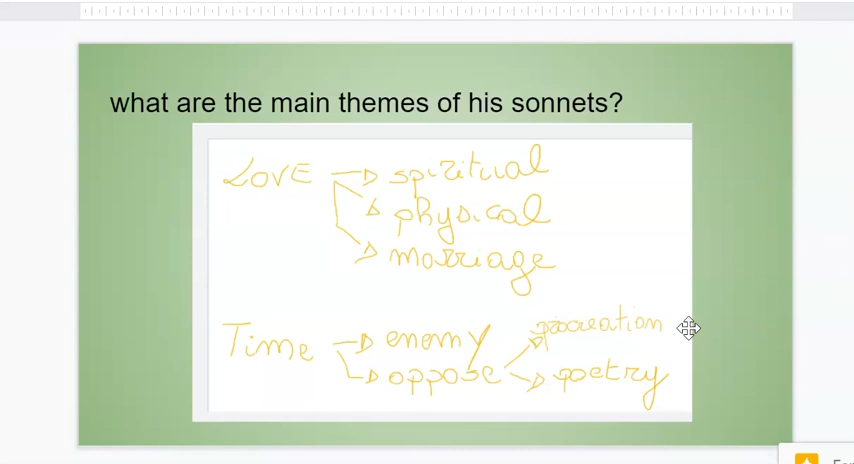 what are the main themes of his sonnets?
LOVE → spiritual
→ physical
→ marriage
procreation
Time → enemy
→ oppose → poetry